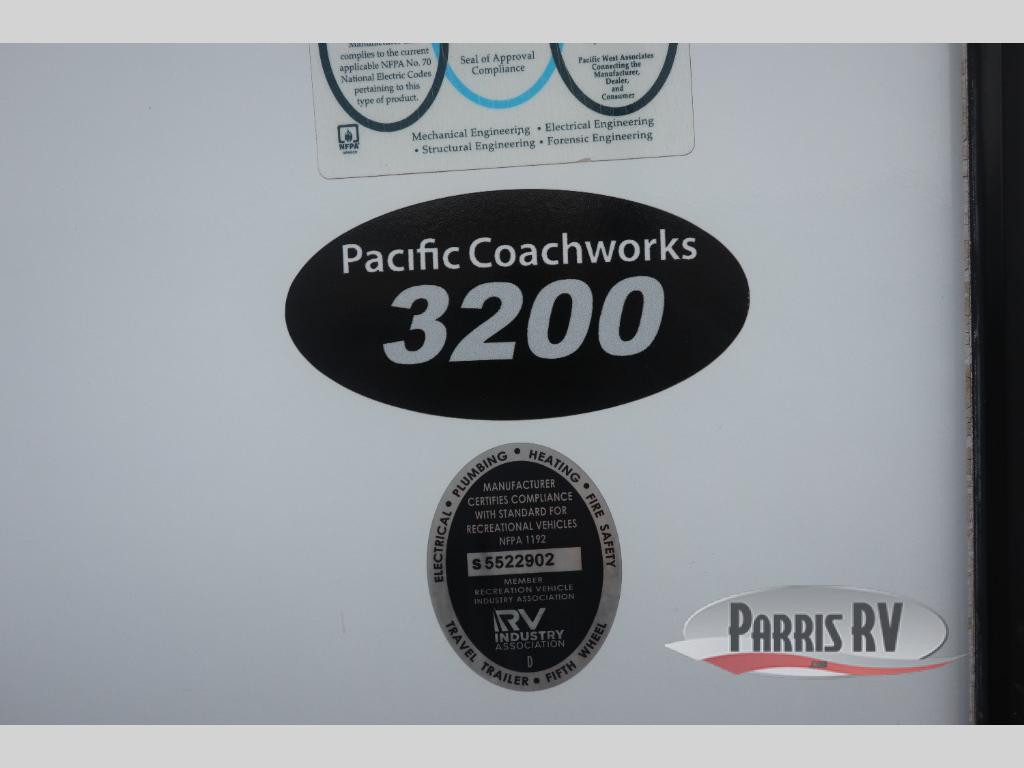 complies to the current
applicable NFPA No. 70
National Electric Codes
pertaining to this
type of product.
Seal of Approval
Compliance
Pacific West Associates
Connecting the
Manufacturer,
Dealer,
and
Consumer
NFPA
Mechanical Engineering • Electrical Engineering
• Structural Engineering • Forensic Engineering
Pacific Coachworks
3200
ELECTRICAL • PLUMBING • HEATING • FIRE SAFETY
MANUFACTURER
CERTIFIES COMPLIANCE
WITH STANDARD FOR
RECREATIONAL VEHICLES
NFPA 1192
S 5522902
MEMBER
RECREATION VEHICLE
INDUSTRY ASSOCIATION
RV
INDUSTRY
ASSOCIATION
D
TRAVEL TRAILER • FIFTH WHEEL
PARRIS RV
.com